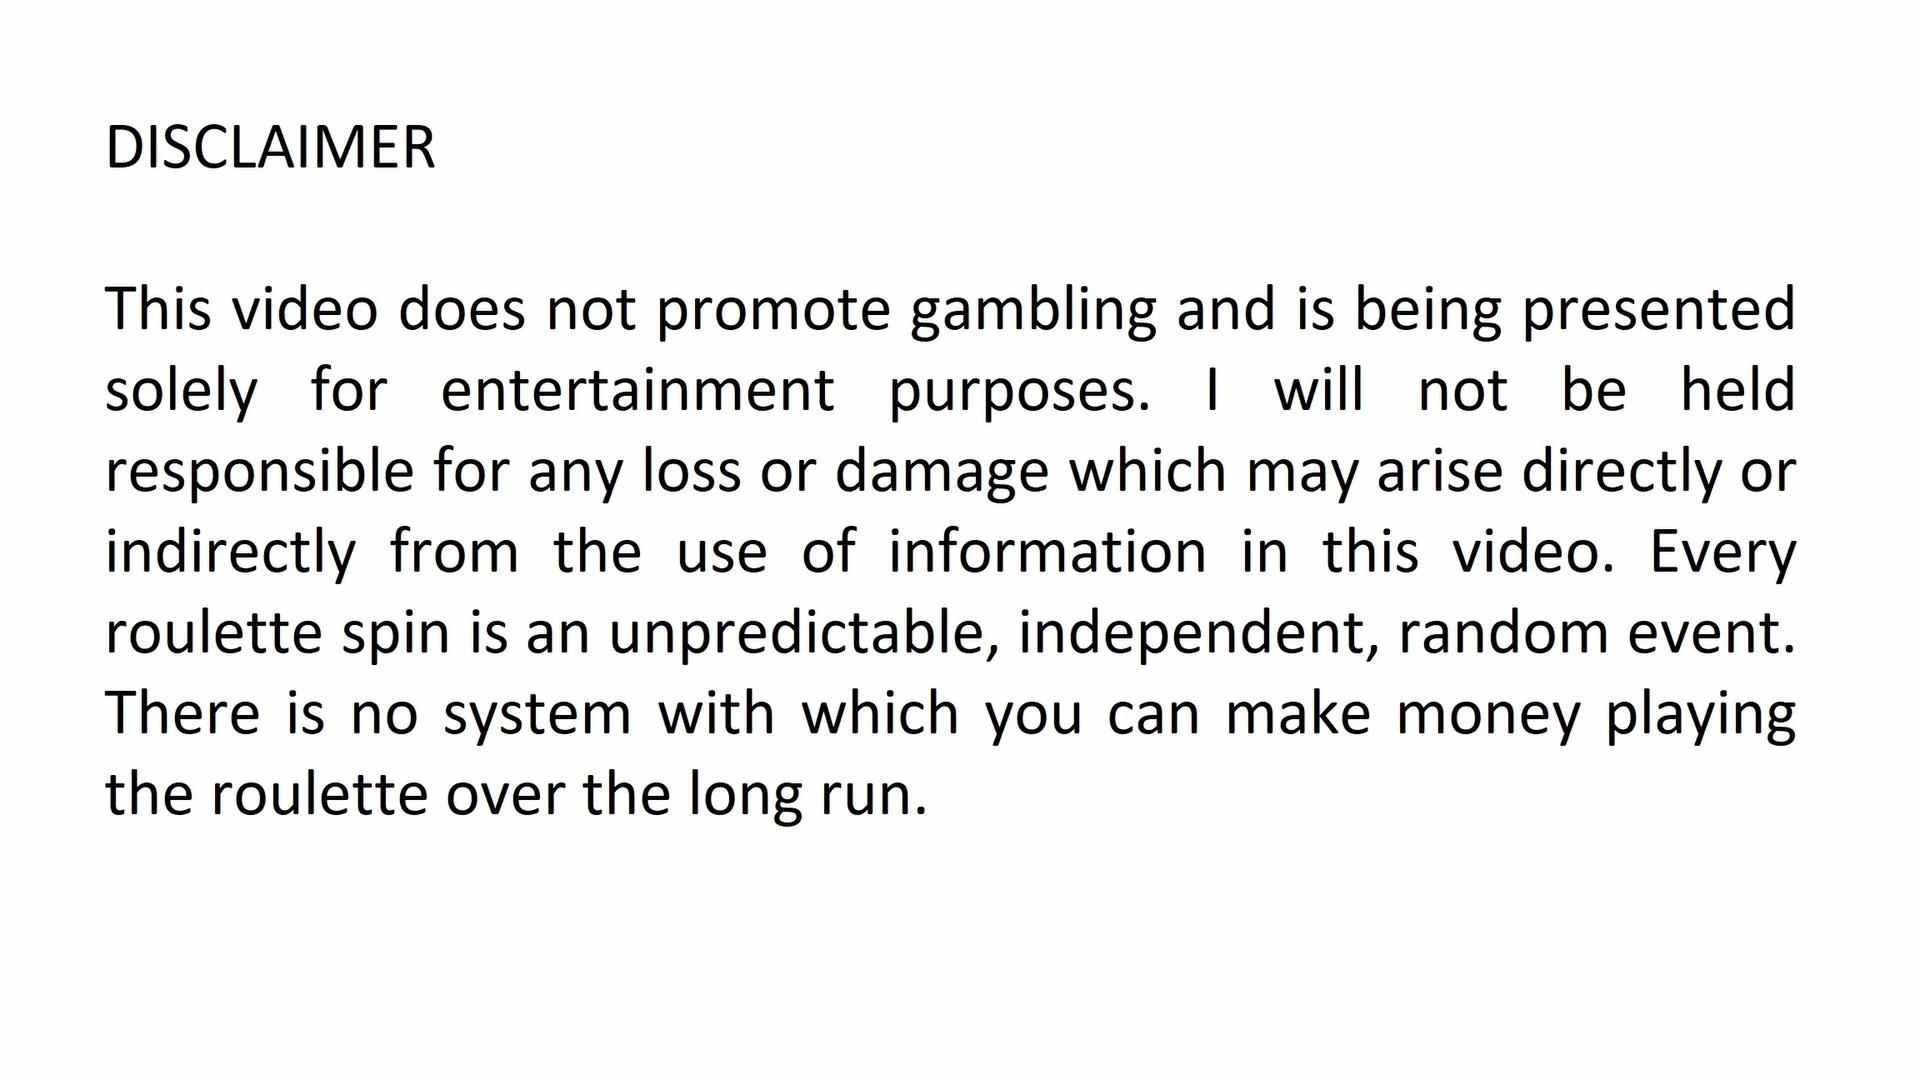 DISCLAIMER
This video does not promote gambling and is being presented
solely for entertainment purposes. I will not be held
responsible for any loss or damage which may arise directly or
indirectly from the use of information in this video. Every
roulette spin is an unpredictable, independent, random event.
There is no system with which you can make money playing
the roulette over the long run.